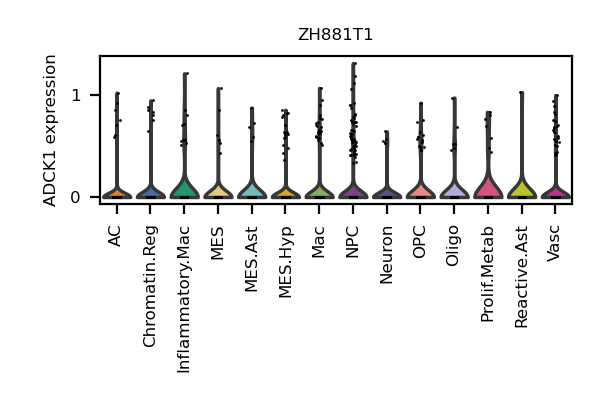 ZH881T1
ADCK1 expression
1
0
AC
Chromatin.Reg
Inflammatory.Mac
MES
MES.Ast
MES.Hyp
Mac
NPC
Neuron
OPC
Oligo
Prolif.Metab
Reactive.Ast
Vasc